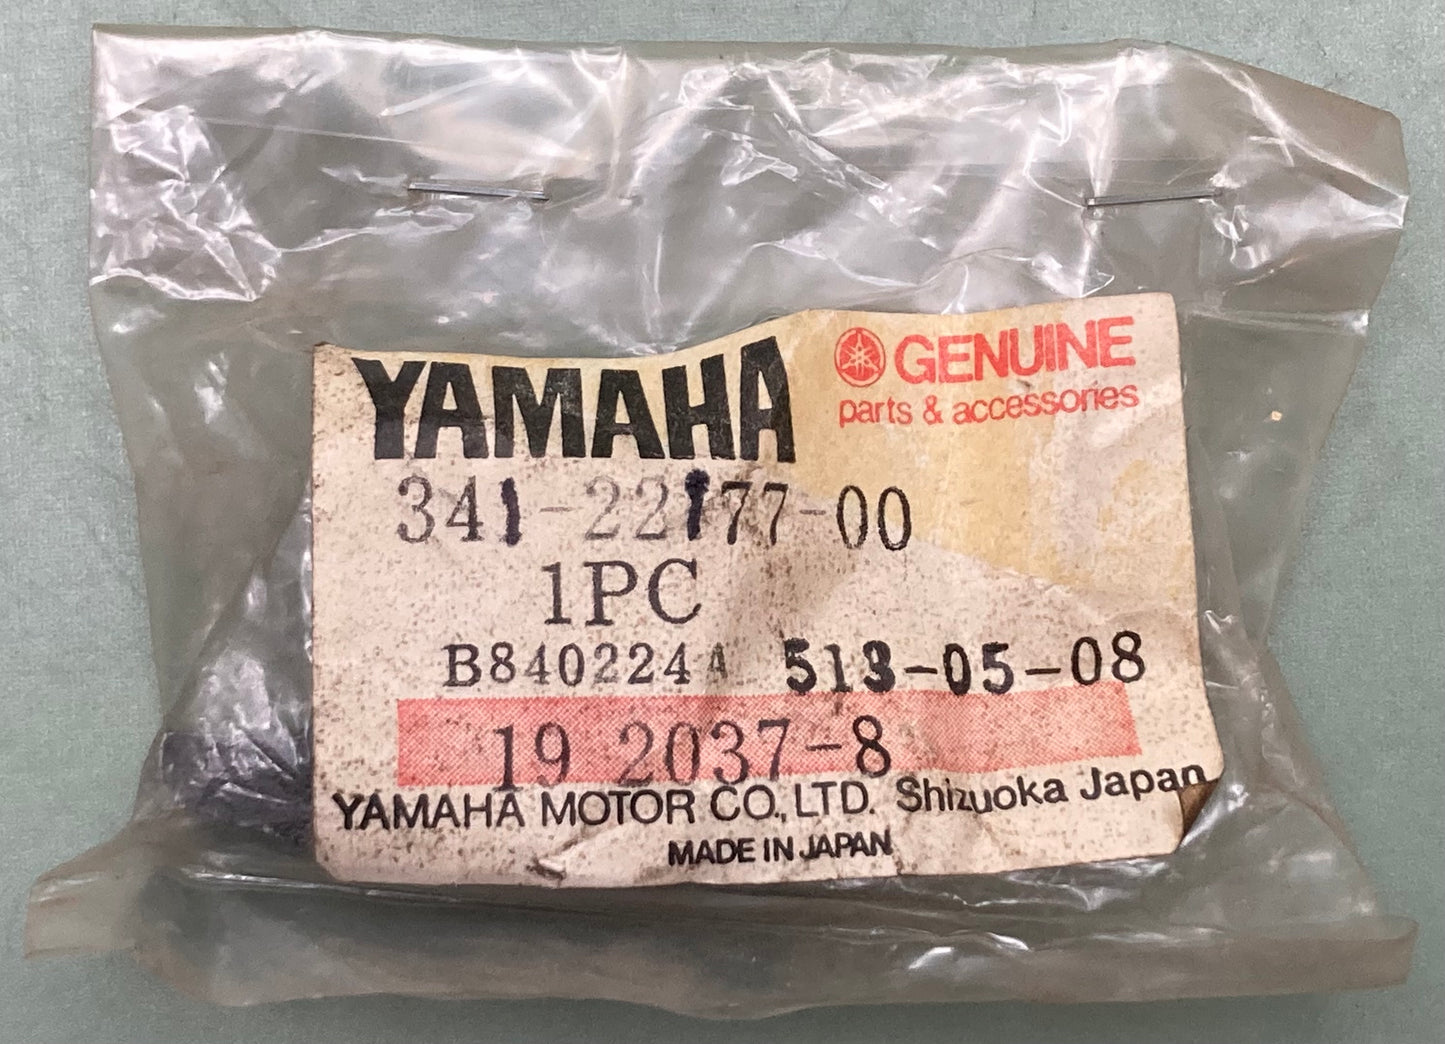 YAMAHA
GENUINE
parts & accessories
341-22177-00
1PC
B840224A 513-05-08
19 2037-8
YAMAHA MOTOR CO., LTD. Shizuoka Japan
MADE IN JAPAN